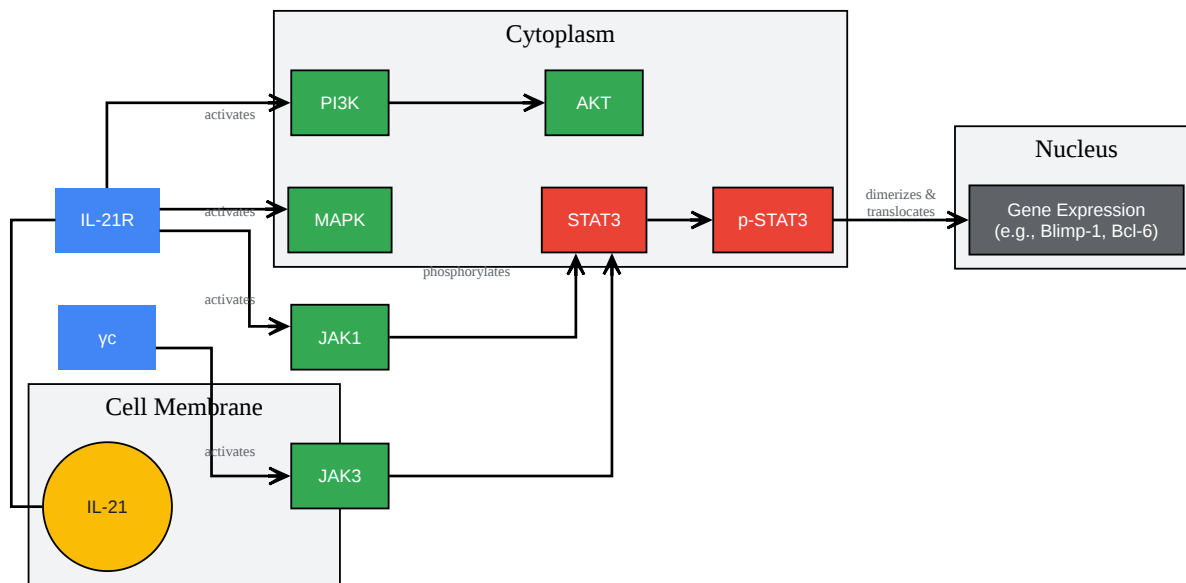 Cytoplasm
PI3K
AKT
activates
Nucleus
IL-21R
activates
MAPK
STAT3
p-STAT3
dimerizes &
translocates
Gene Expression
(e.g., Blimp-1, Bcl-6)
phosphorylates
activates
γc
JAK1
Cell Membrane
activates
JAK3
IL-21